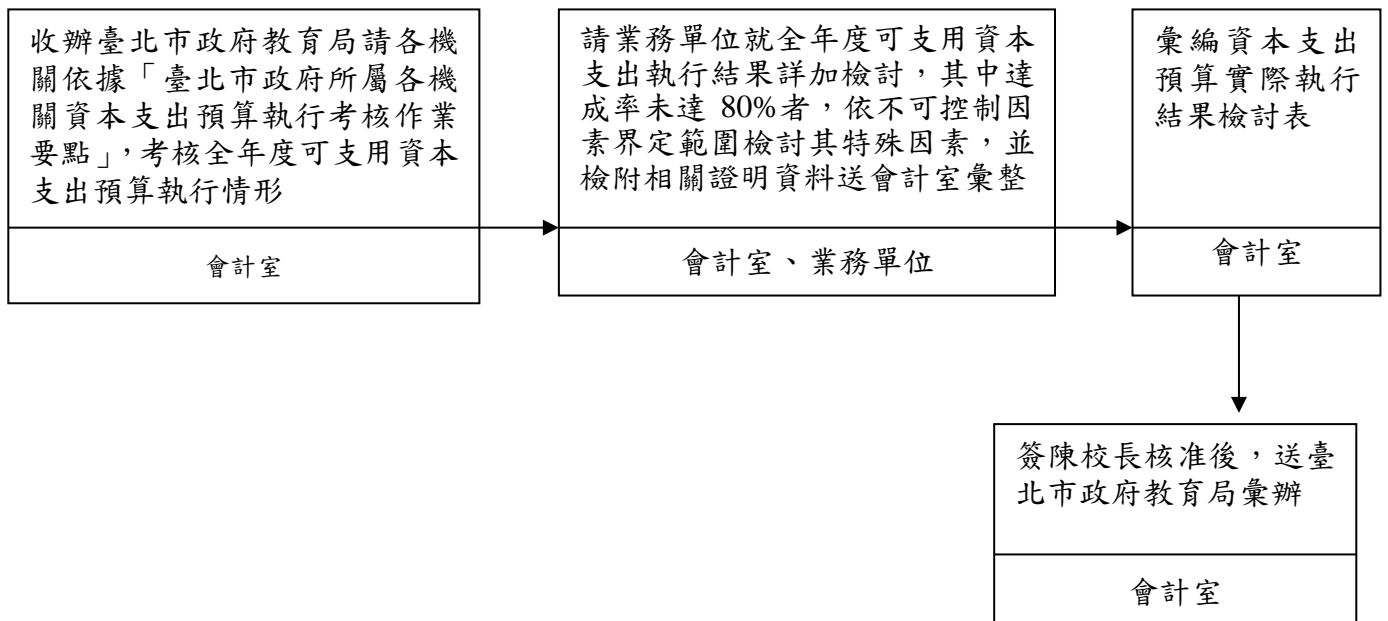 收辦臺北市政府教育局請各機
關依據「臺北市政府所屬各機
關資本支出預算執行考核作業
要點」，考核全年度可支用資本
支出預算執行情形
會計室
請業務單位就全年度可支用資本
支出執行結果詳加檢討，其中達
成率未達 80%者，依不可控制因
素界定範圍檢討其特殊因素，並
檢附相關證明資料送會計室彙整
會計室、業務單位
彙編資本支出
預算實際執行
結果檢討表
會計室
簽陳校長核准後，送臺
北市政府教育局彙辦
會計室